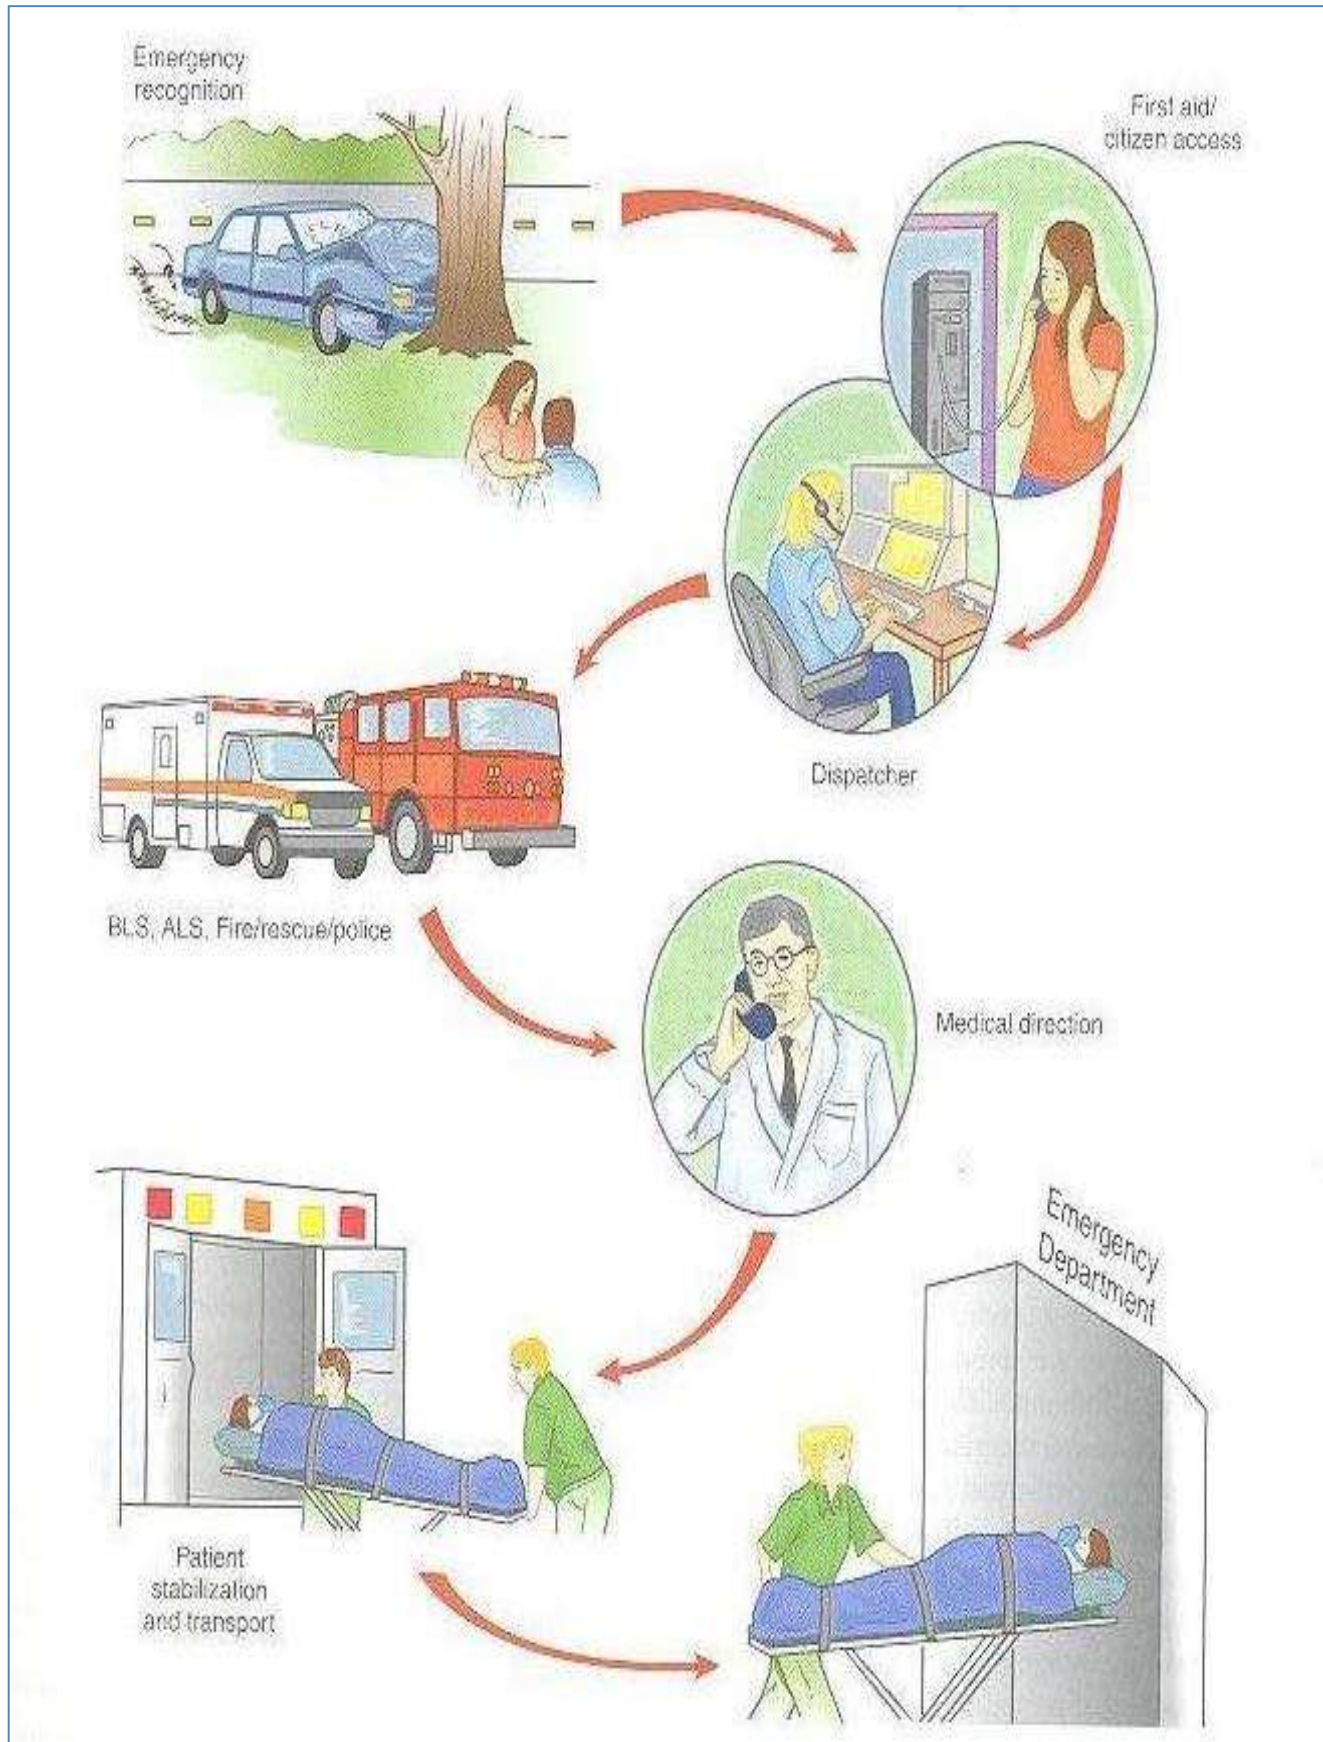 Emergency
recognition
First aid/
citizen access
Dispatcher
BLS, ALS, Fire/rescue/police
Medical direction
Patient
stabilization
and transport
Emergency
Department